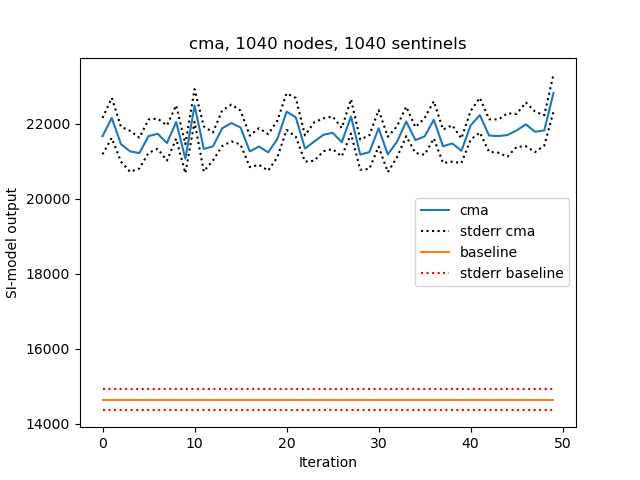 cma, 1040 nodes, 1040 sentinels
SI-model output
22000
20000
18000
16000
14000
cma
stderr cma
baseline
stderr baseline
0
10
20
30
40
50
Iteration